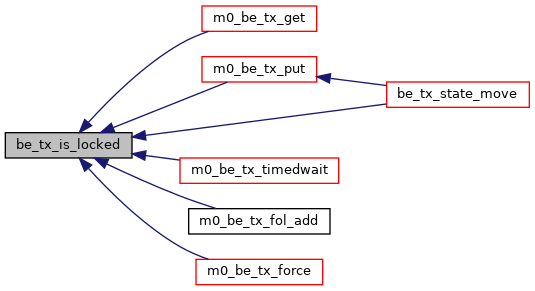 m0_be_tx_get
m0_be_tx_put
be_tx_state_move
be_tx_is_locked
m0_be_tx_timedwait
m0_be_tx_fol_add
m0_be_tx_force